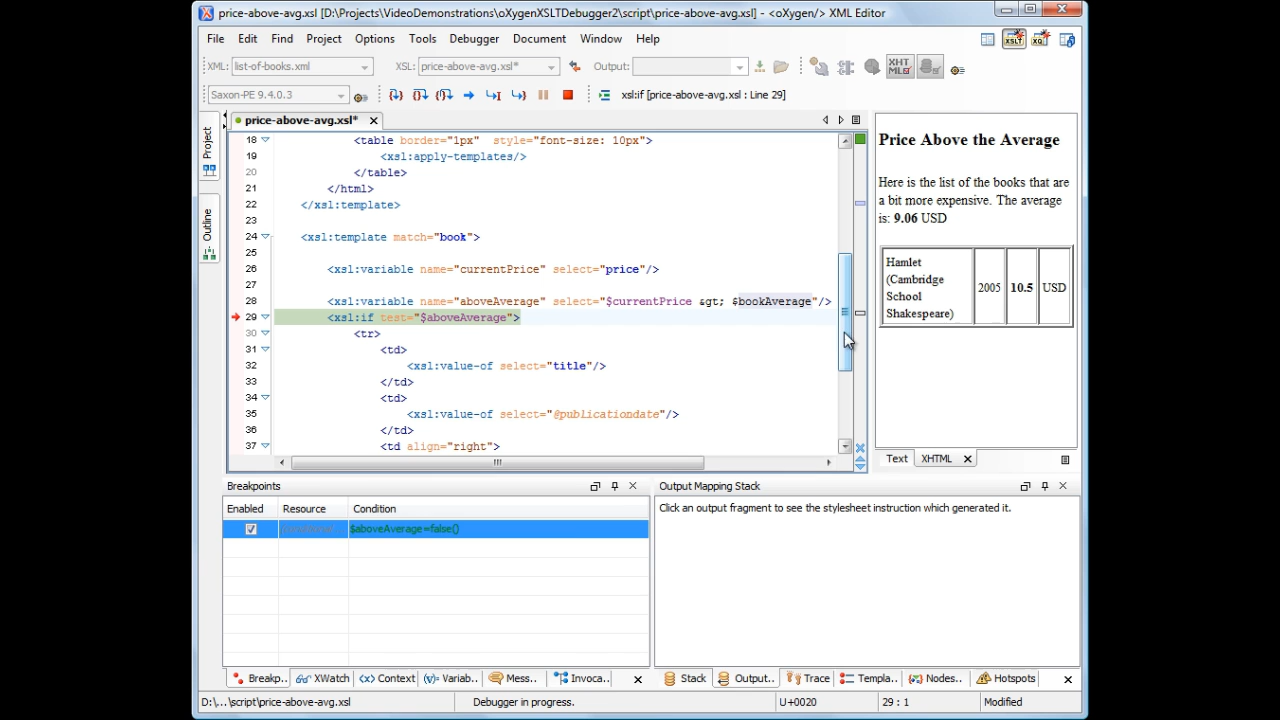 price-above-avg.xsl [D:\Projects\VideoDemonstrations\oXygenXSLTDebugger2\script\price-above-avg.xsl] - <oXygen/> XML Editor
File Edit Find Project Options Tools Debugger Document Window Help
XML: list-of-books.xml XSL: price-above-avg.xsl* Output:
Saxon-PE 9.4.0.3 xsl:if [price-above-avg.xsl : Line 29]
price-above-avg.xsl*
Project
Outline
18 <table border="1px" style="font-size: 10px">
19 <xsl:apply-templates/>
20 </table>
21 </html>
22 </xsl:template>
23
24 <xsl:template match="book">
25
26 <xsl:variable name="currentPrice" select="price"/>
27
28 <xsl:variable name="aboveAverage" select="$currentPrice &gt; $bookAverage"/>
29 <xsl:if test="$aboveAverage">
30 <tr>
31 <td>
32 <xsl:value-of select="title"/>
33 </td>
34 <td>
35 <xsl:value-of select="@publicationdate"/>
36 </td>
37 <td align="right">
Price Above the Average
Here is the list of the books that are
a bit more expensive. The average
is: 9.06 USD
Hamlet
(Cambridge
School
Shakespeare)
2005 10.5 USD
Text XHTML
Breakpoints
Enabled Resource Condition
$aboveAverage=false()
Output Mapping Stack
Click an output fragment to see the stylesheet instruction which generated it.
Breakp.. XWatch Context Variab.. Mess.. Invoca..
Stack Output.. Trace Templa.. Nodes.. Hotspots
D:\...\script\price-above-avg.xsl Debugger in progress. U+0020 29 : 1 Modified